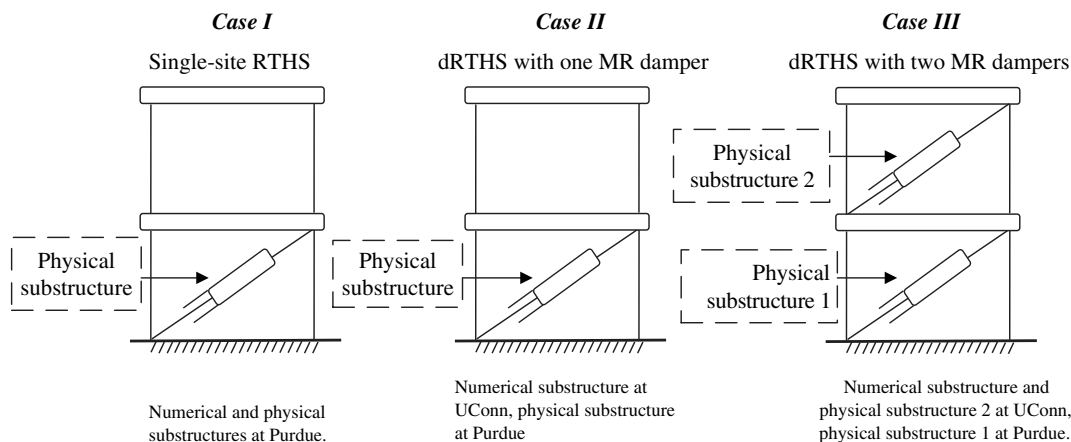 Case I
Single-site RTHS
Physical
substructure
Numerical and physical
substructures at Purdue.
Case II
dRTHS with one MR damper
Physical
substructure
Numerical substructure at
UConn, physical substructure
at Purdue
Case III
dRTHS with two MR dampers
Physical
substructure 2
Physical
substructure 1
Numerical substructure and
physical substructure 2 at UConn,
physical substructure 1 at Purdue.